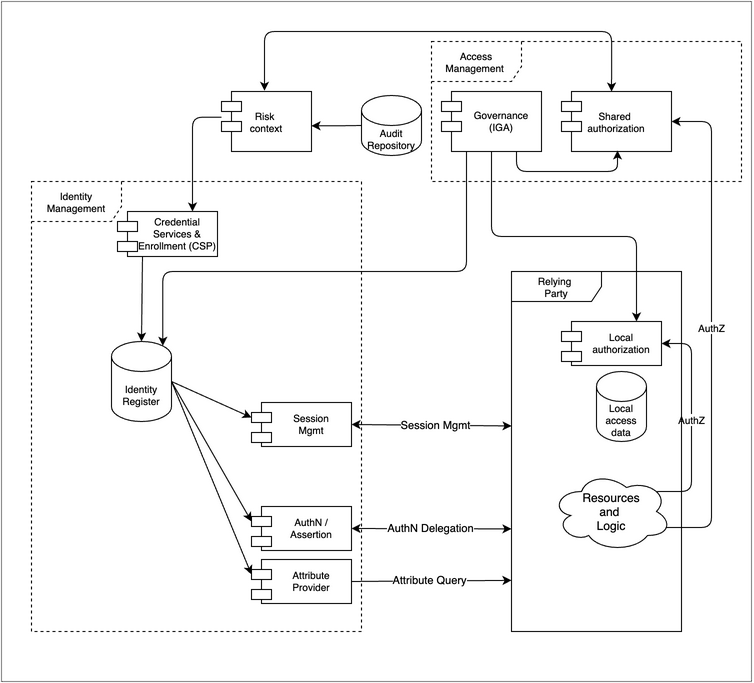 Access
Management
Risk
context
Audit
Repository
Governance
(IGA)
Shared
authorization
Identity
Management
Credential
Services &
Enrollment (CSP)
Relying
Party
Local
authorization
AuthZ
Identity
Register
Local
access
data
Session
Mgmt
Session Mgmt
AuthZ
Resources
and
Logic
AuthN /
Assertion
AuthN Delegation
Attribute
Provider
Attribute Query